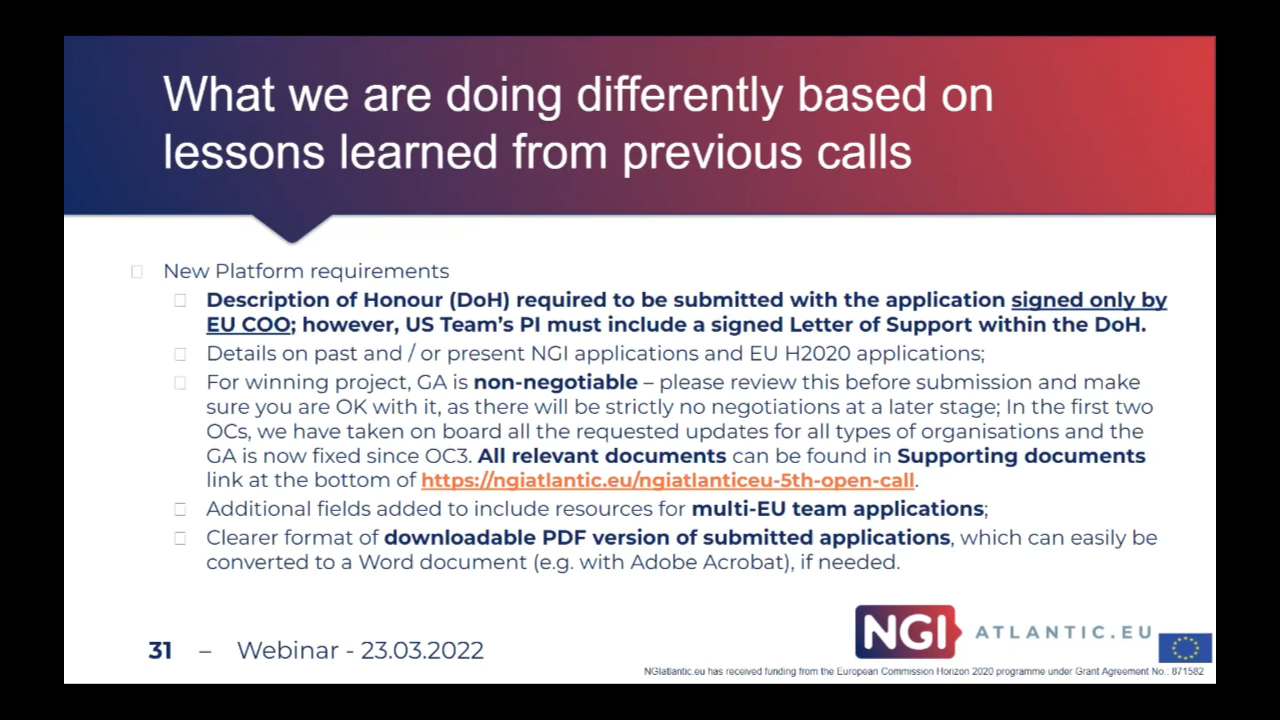 What we are doing differently based on
lessons learned from previous calls
New Platform requirements
Description of Honour (DoH) required to be submitted with the application signed only by
EU COO; however, US Team's PI must include a signed Letter of Support within the DoH.
Details on past and / or present NGI applications and EU H2020 applications;
For winning project, GA is non-negotiable – please review this before submission and make
sure you are OK with it, as there will be strictly no negotiations at a later stage; In the first two
OCs, we have taken on board all the requested updates for all types of organisations and the
GA is now fixed since OC3. All relevant documents can be found in Supporting documents
link at the bottom of https://ngiatlantic.eu/ngiatlanticeu-5th-open-call.
Additional fields added to include resources for multi-EU team applications;
Clearer format of downloadable PDF version of submitted applications, which can easily be
converted to a Word document (e.g. with Adobe Acrobat), if needed.
NGI ATLANTIC.EU
31 – Webinar - 23.03.2022
NGIatlantic.eu has received funding from the European Commission Horizon 2020 programme under Grant Agreement No.: 871582